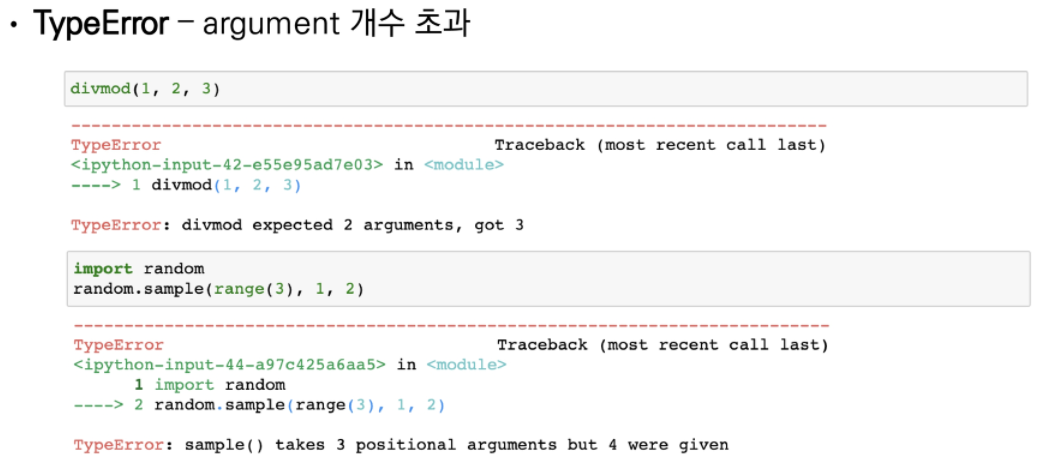 • TypeError – argument 개수 초과
divmod(1, 2, 3)
---------------------------------------------------------------------------
TypeError                                 Traceback (most recent call last)
<ipython-input-42-e55e95ad7e03> in <module>
----> 1 divmod(1, 2, 3)
TypeError: divmod expected 2 arguments, got 3
import random
random.sample(range(3), 1, 2)
---------------------------------------------------------------------------
TypeError                                 Traceback (most recent call last)
<ipython-input-44-a97c425a6aa5> in <module>
      1 import random
----> 2 random.sample(range(3), 1, 2)
TypeError: sample() takes 3 positional arguments but 4 were given